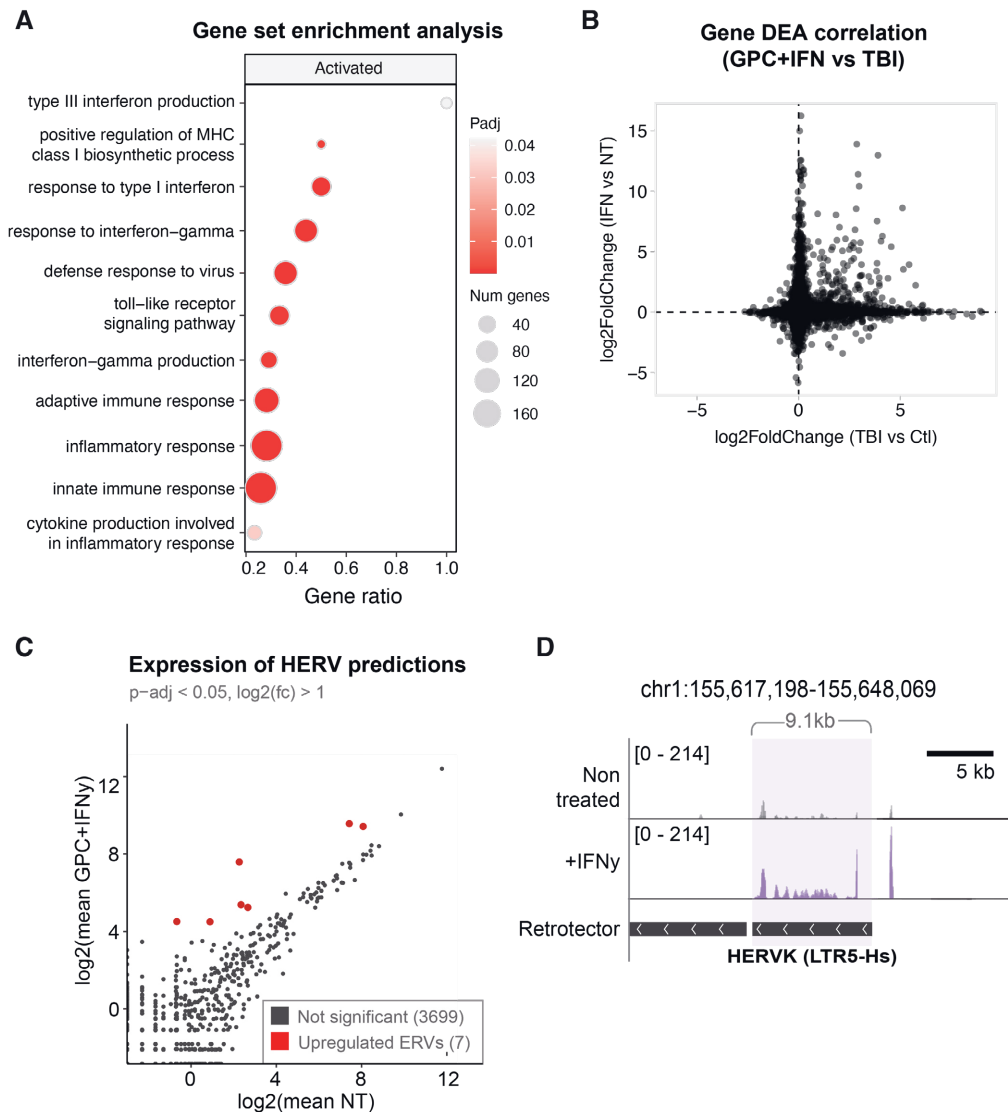 A
Gene set enrichment analysis
Activated
type III interferon production
positive regulation of MHC
class I biosynthetic process
response to type I interferon
response to interferon−gamma
defense response to virus
toll−like receptor
signaling pathway
interferon−gamma production
adaptive immune response
inflammatory response
innate immune response
cytokine production involved
in inflammatory response
0.2 0.4 0.6 0.8 1.0
Gene ratio
Padj
0.04
0.03
0.02
0.01
Num genes
40
80
120
160
B
Gene DEA correlation
(GPC+IFN vs TBI)
log2FoldChange (IFN vs NT)
15
10
5
0
−5
−5 0 5
log2FoldChange (TBI vs Ctl)
C
Expression of HERV predictions
p−adj < 0.05, log2(fc) > 1
log2(mean GPC+IFNy)
12
8
4
0
Not significant (3699)
Upregulated ERVs (7)
0 4 8 12
log2(mean NT)
D
chr1:155,617,198-155,648,069
9.1kb
[0 - 214]
5 kb
Non
treated
[0 - 214]
+IFNy
Retrotector
HERVK (LTR5-Hs)